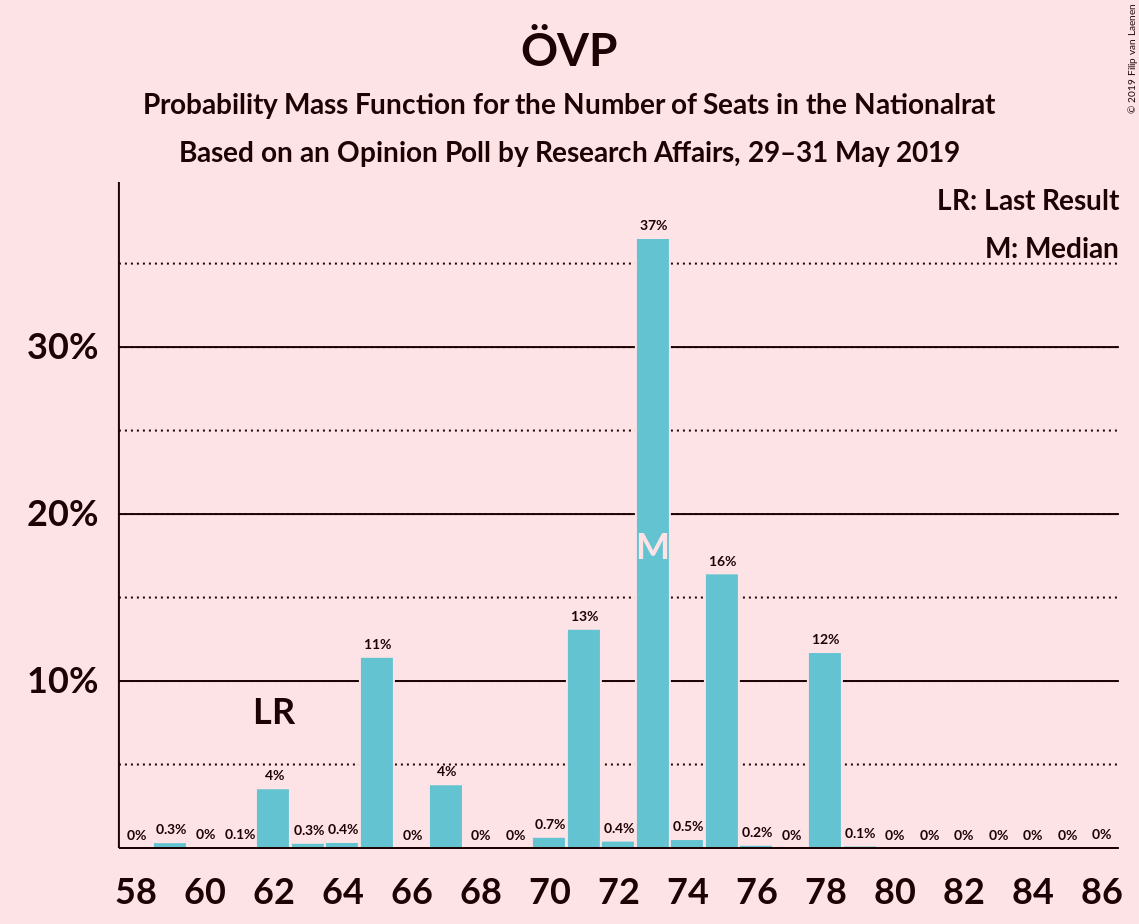 ÖVP
Probability Mass Function for the Number of Seats in the Nationalrat
Based on an Opinion Poll by Research Affairs, 29–31 May 2019
© 2019 Filip van Laenen
LR: Last Result
M: Median
30%
20%
10%
0% 0.3% 0% 0.1% 4% 0.3% 0.4% 11% 0% 4% 0% 0% 0.7% 13% 0.4% 37% 0.5% 16% 0.2% 0% 12% 0.1% 0% 0% 0% 0% 0% 0% 0%
LR
M
58 60 62 64 66 68 70 72 74 76 78 80 82 84 86